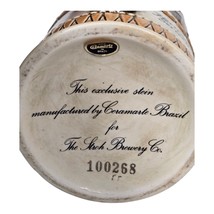 This exclusive stein
manufactured by Ceramarte Brazil
for
The Stroh Brewery Co.
100268